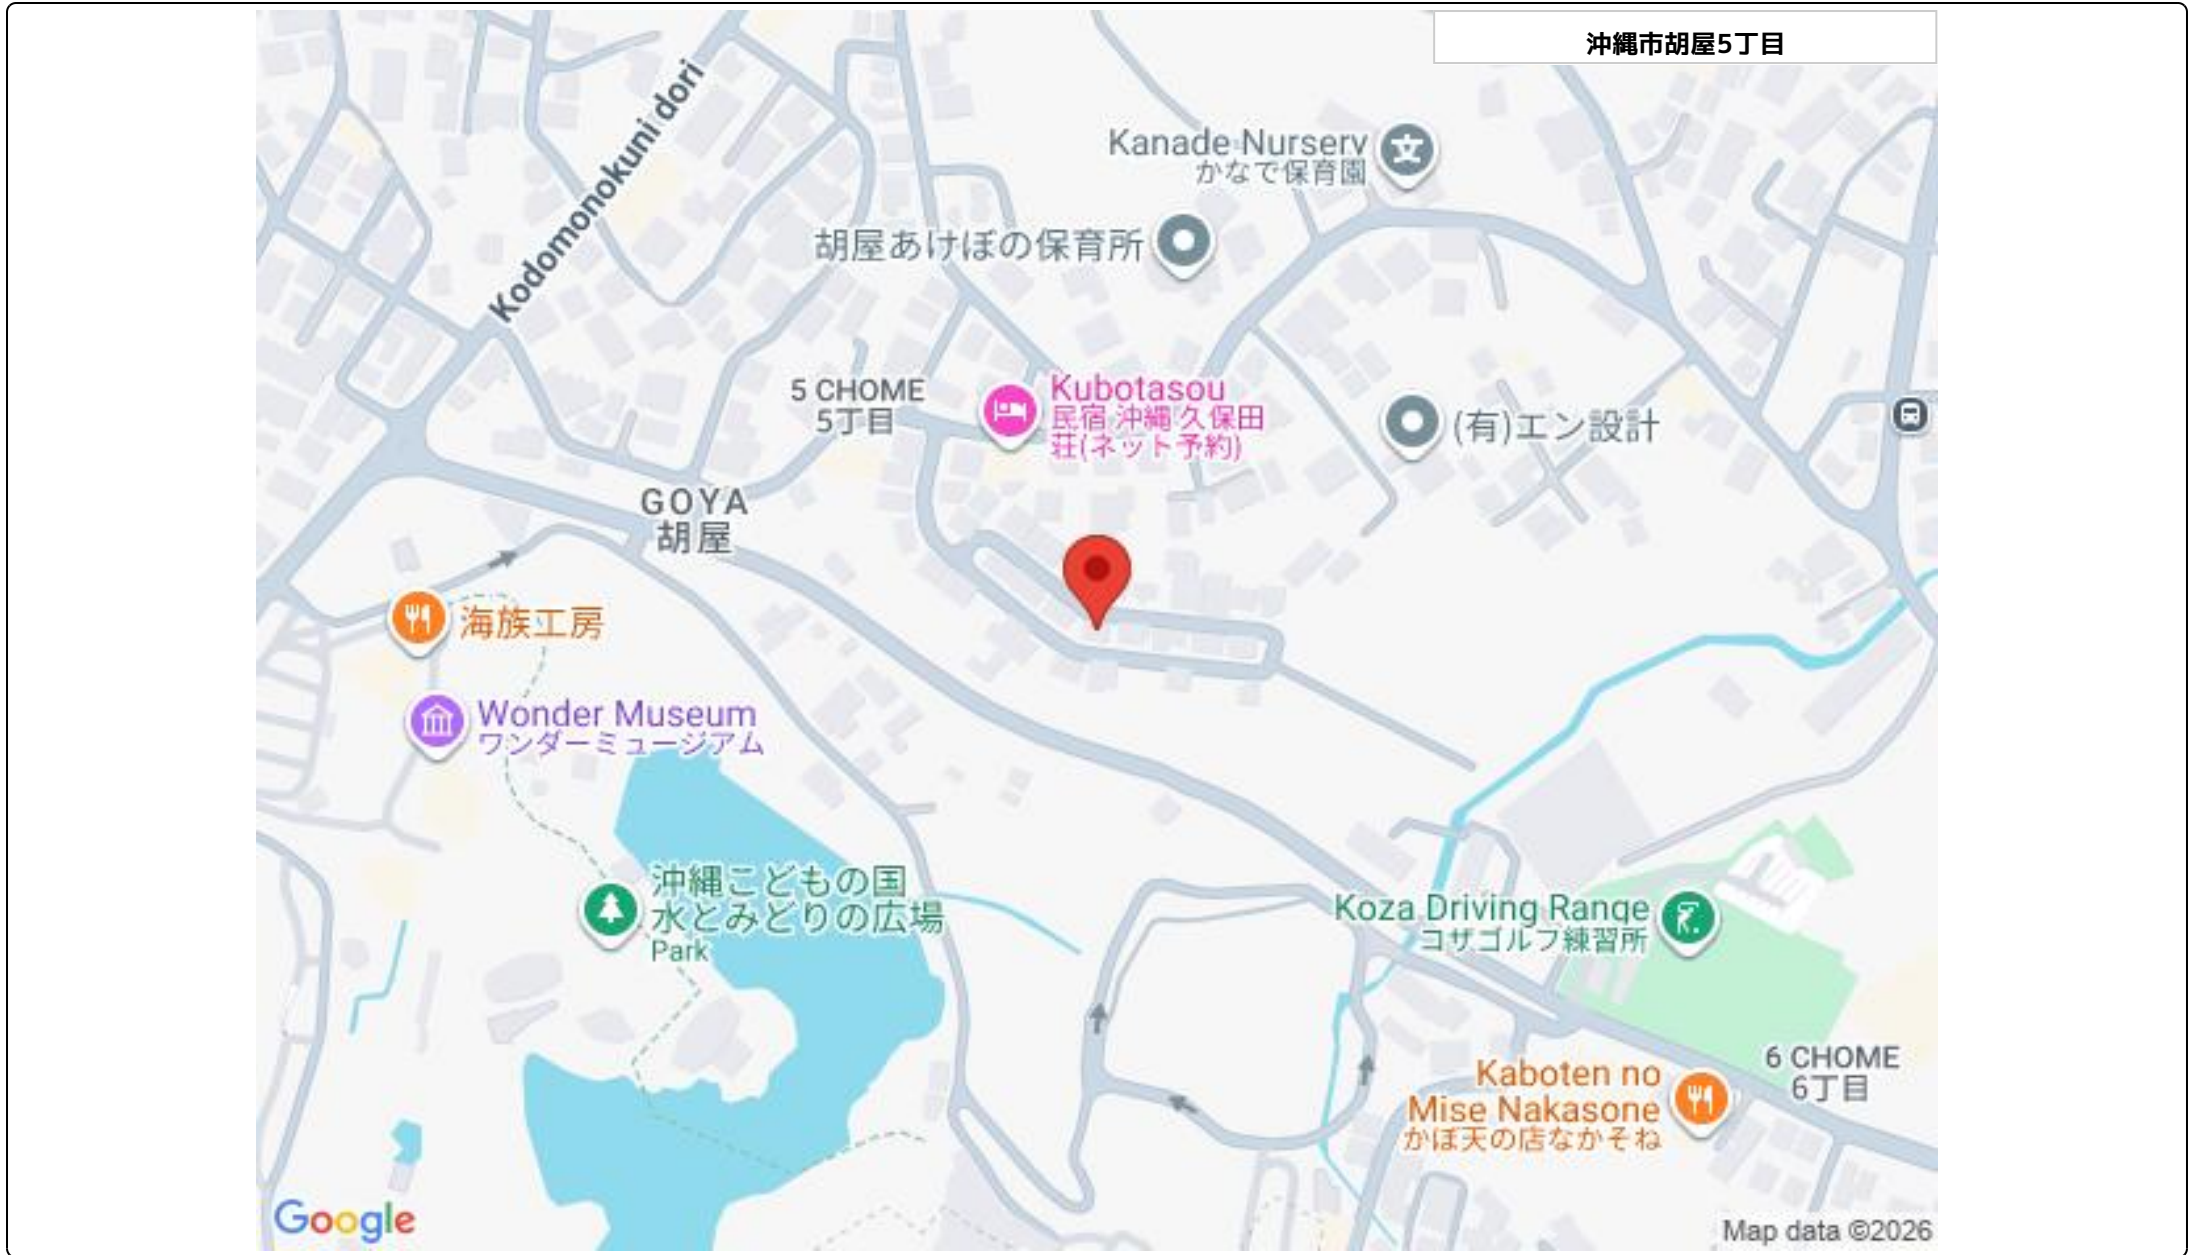 沖縄市胡屋5丁目
Kodomonokuni dori
Kanade Nursery
かなで保育園
胡屋あけぼの保育所
5 CHOME
5丁目
Kubotasou
民宿 沖縄 久保田
荘(ネット予約)
(有)エン設計
GOYA
胡屋
海族工房
Wonder Museum
ワンダーミュージアム
沖縄こどもの国
水とみどりの広場
Park
Koza Driving Range
コザゴルフ練習所
6 CHOME
6丁目
Kaboten no
Mise Nakasone
かぼ天の店なかそね
Google
Map data ©2026